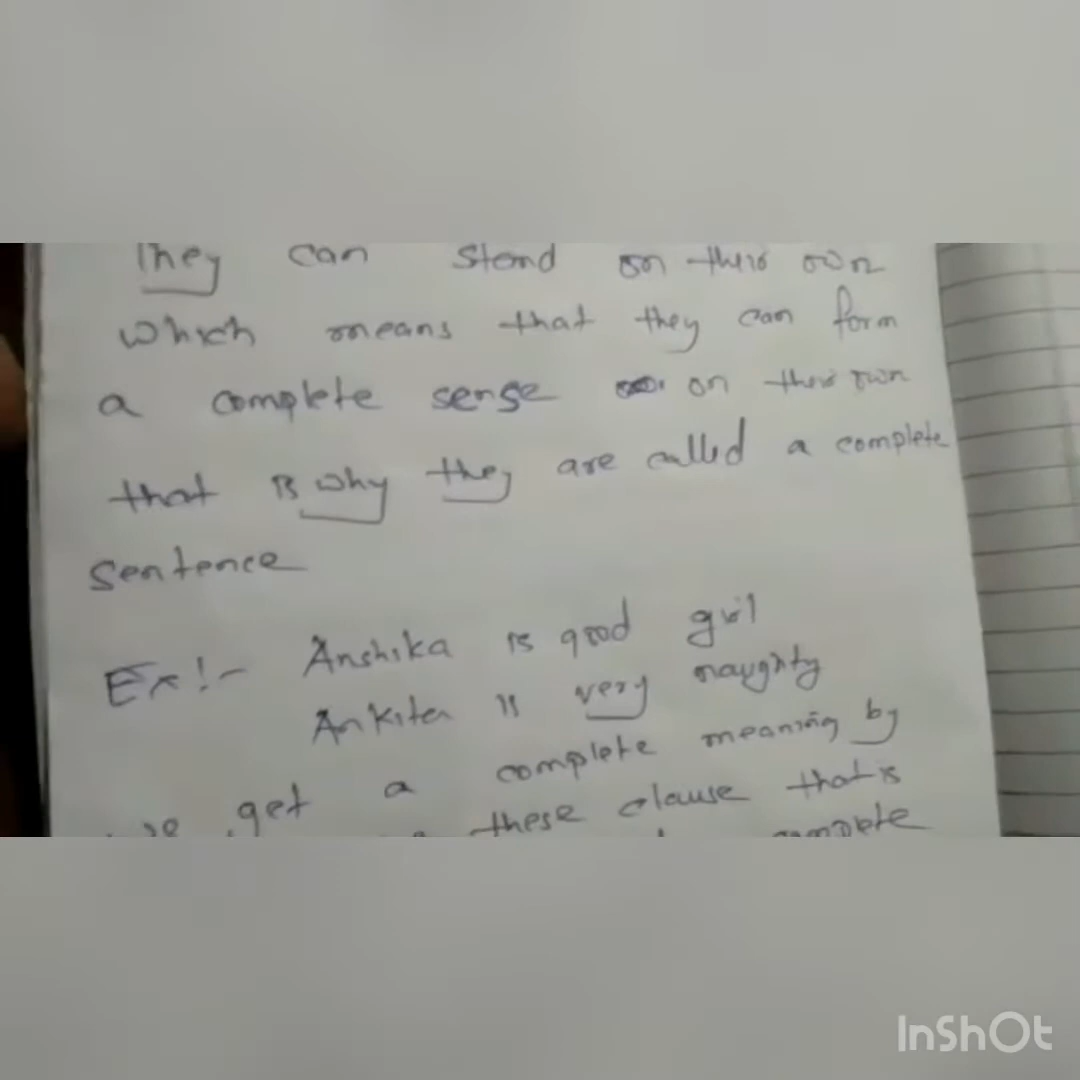 They can stand on their own
which means that they can form
a complete sense on their own
that is why they are called a complete
sentence
Ex!- Anshika is good girl
Ankita is very naughty
we get a complete meaning by
these clause that is
complete
InShOt